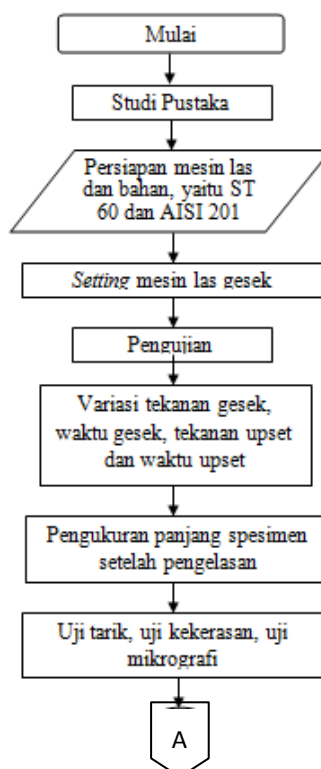 Mulai
Studi Pustaka
Persiapan mesin las
dan bahan, yaitu ST
60 dan AISI 201
Setting mesin las gesek
Pengujian
Variasi tekanan gesek,
waktu gesek, tekanan upset
dan waktu upset
Pengukuran panjang spesimen
setelah pengelasan
Uji tarik, uji kekerasan, uji
mikrografi
A